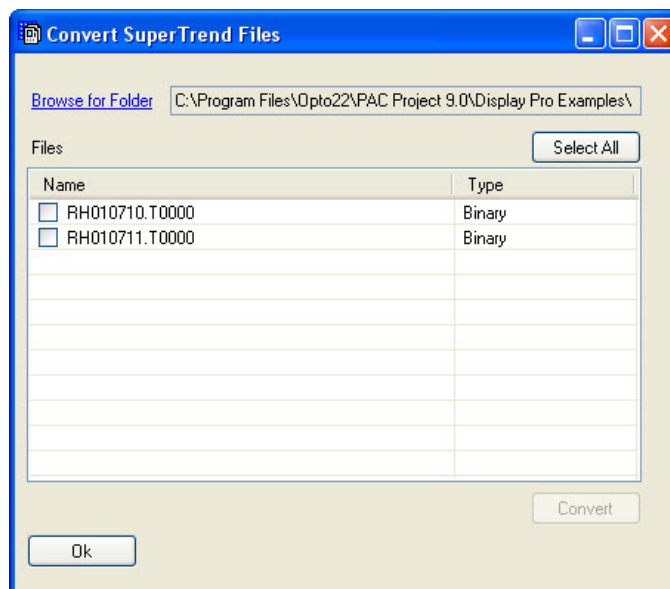 Convert SuperTrend Files
Browse for Folder C:\Program Files\Opto22\PAC Project 9.0\Display Pro Examples\
Files Select All
Name Type
RH010710.T0000 Binary
RH010711.T0000 Binary
Convert
Ok